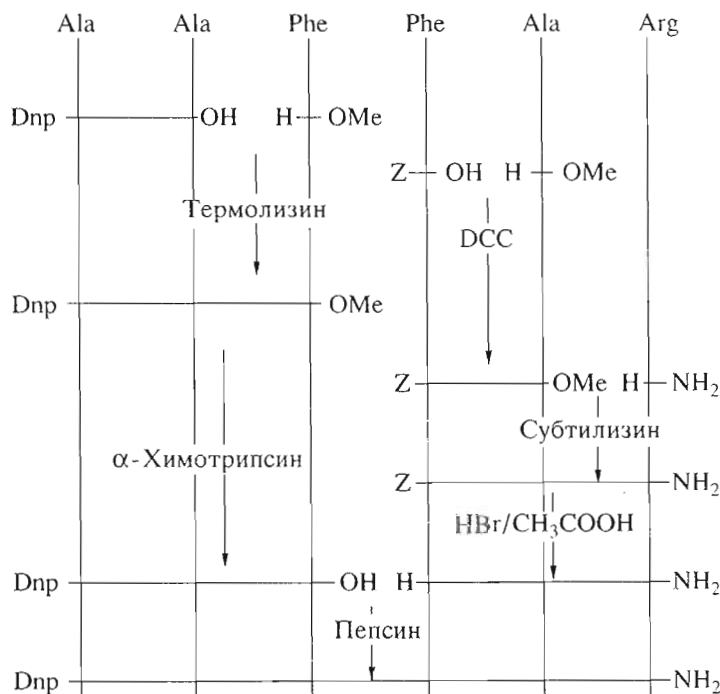 Ala Ala Phe Phe Ala Arg
Dnp OH H OMe
Z OH H OMe
Термолизин
DCC
Dnp OMe
Z OMe H NH₂
Субтилизин
α-Химотрипсин
Z NH₂
HBr/CH₃COOH
Dnp OH H NH₂
Пепсин
Dnp NH₂